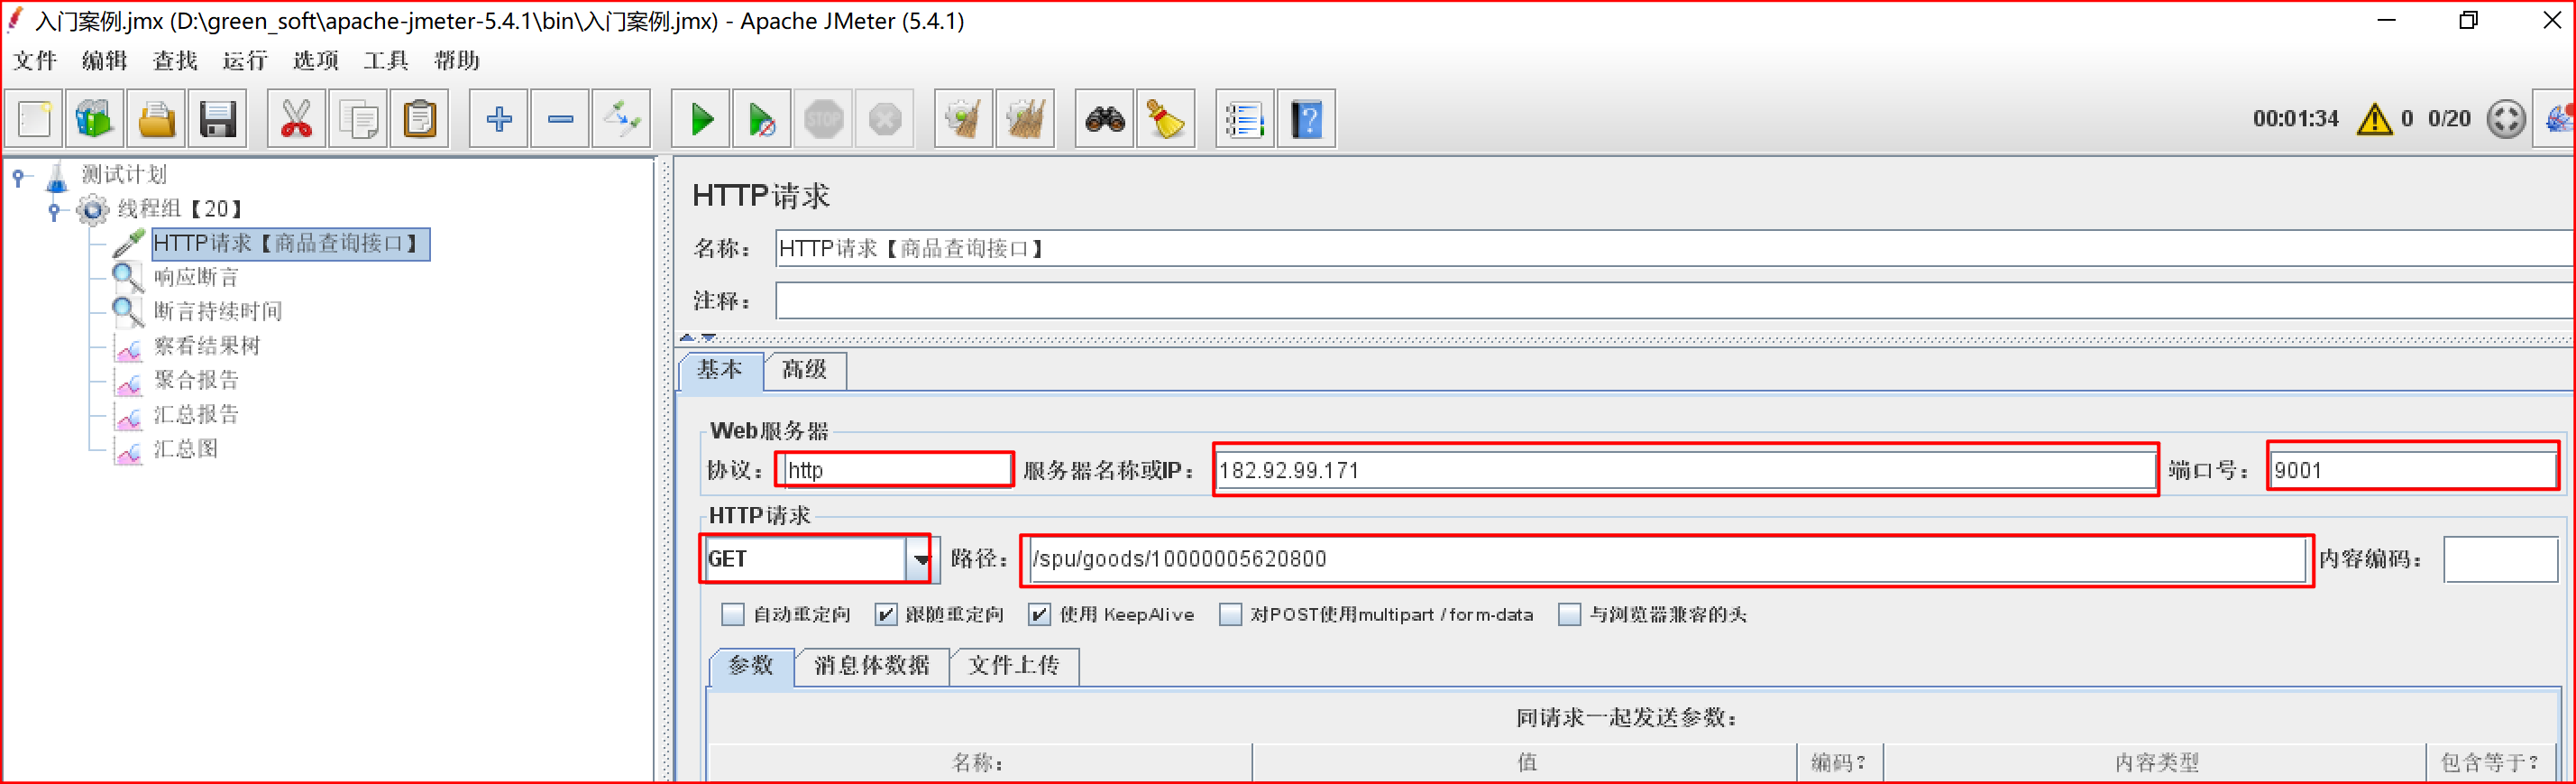 入门案例.jmx (D:\green_soft\apache-jmeter-5.4.1\bin\入门案例.jmx) - Apache JMeter (5.4.1)
文件 编辑 查找 运行 选项 工具 帮助
STOP 00:01:34 0 0/20
测试计划
线程组【20】
HTTP请求【商品查询接口】
响应断言
断言持续时间
察看结果树
聚合报告
汇总报告
汇总图
HTTP请求
名称： HTTP请求【商品查询接口】
注释：
基本 高级
Web服务器
协议： http 服务器名称或IP： 182.92.99.171 端口号： 9001
HTTP请求
GET 路径： /spu/goods/10000005620800 内容编码：
自动重定向 跟随重定向 使用 KeepAlive 对POST使用multipart / form-data 与浏览器兼容的头
参数 消息体数据 文件上传
同请求一起发送参数：
名称： 值 编码? 内容类型 包含等于?